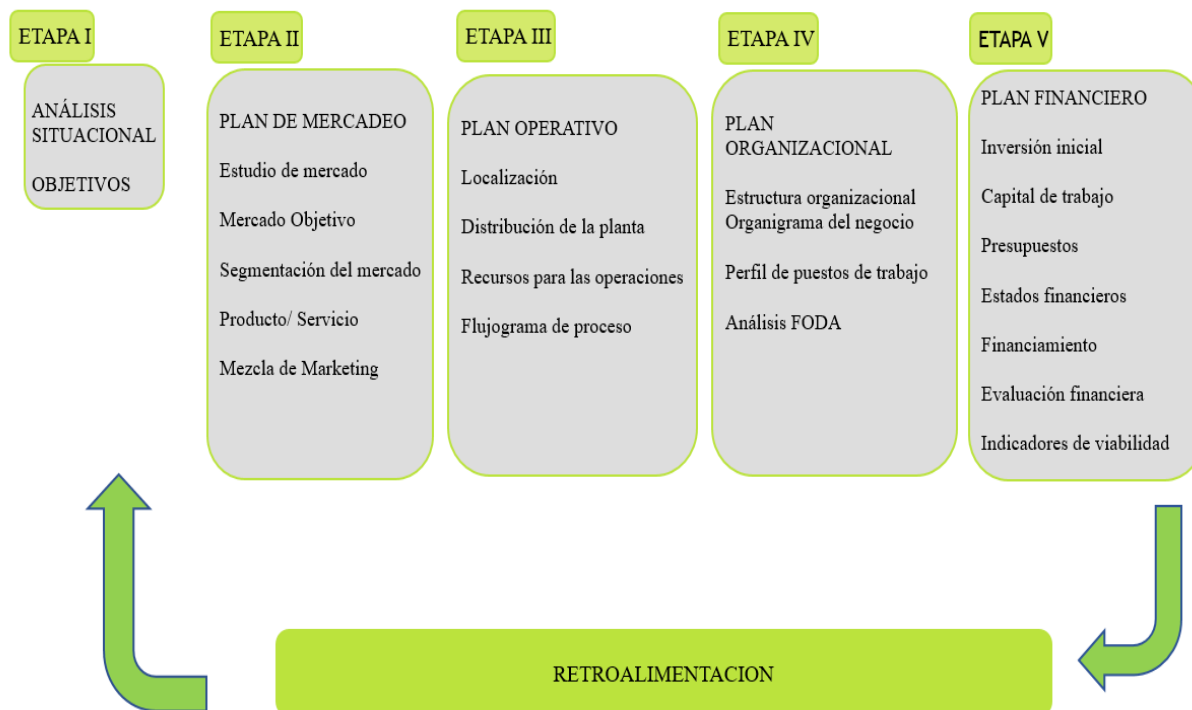 ETAPA I
ANÁLISIS
SITUACIONAL
OBJETIVOS
ETAPA II
PLAN DE MERCADEO
Estudio de mercado
Mercado Objetivo
Segmentación del mercado
Producto/ Servicio
Mezcla de Marketing
ETAPA III
PLAN OPERATIVO
Localización
Distribución de la planta
Recursos para las operaciones
Flujograma de proceso
ETAPA IV
PLAN
ORGANIZACIONAL
Estructura organizacional
Organigrama del negocio
Perfil de puestos de trabajo
Análisis FODA
ETAPA V
PLAN FINANCIERO
Inversión inicial
Capital de trabajo
Presupuestos
Estados financieros
Financiamiento
Evaluación financiera
Indicadores de viabilidad
RETROALIMENTACION